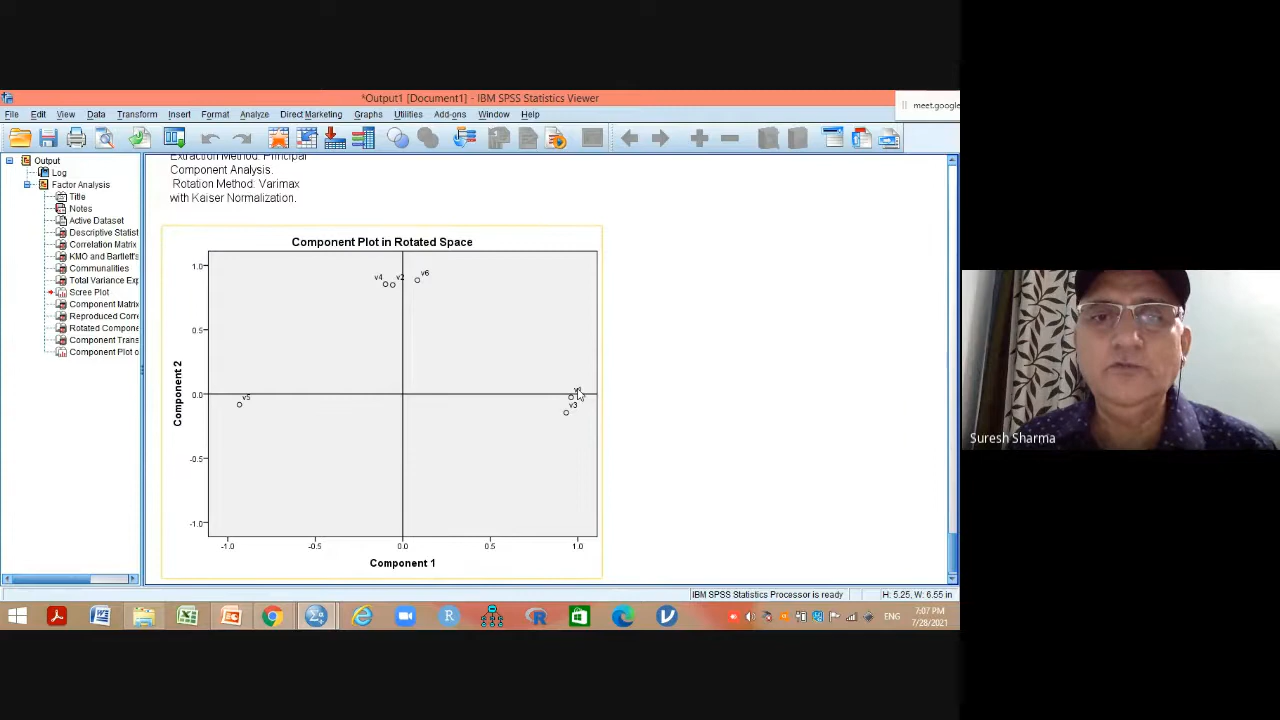 *Output1 [Document1] - IBM SPSS Statistics Viewer
meet.google
File Edit View Data Transform Insert Format Analyze Direct Marketing Graphs Utilities Add-ons Window Help
Output
Log
Factor Analysis
Title
Notes
Active Dataset
Descriptive Statist
Correlation Matrix
KMO and Bartlett's
Communalities
Total Variance Exp
Scree Plot
Component Matrix
Reproduced Corre
Rotated Compone
Component Trans
Component Plot o
Extraction Method: Principal
Component Analysis.
Rotation Method: Varimax
with Kaiser Normalization.
Component Plot in Rotated Space
1.0
0.5
0.0
-0.5
-1.0
Component 2
v4 v2 v6
v5
v3
-1.0 -0.5 0.0 0.5 1.0
Component 1
Suresh Sharma
IBM SPSS Statistics Processor is ready
H: 5.25, W: 6.55 in
ENG
7:07 PM
7/28/2021